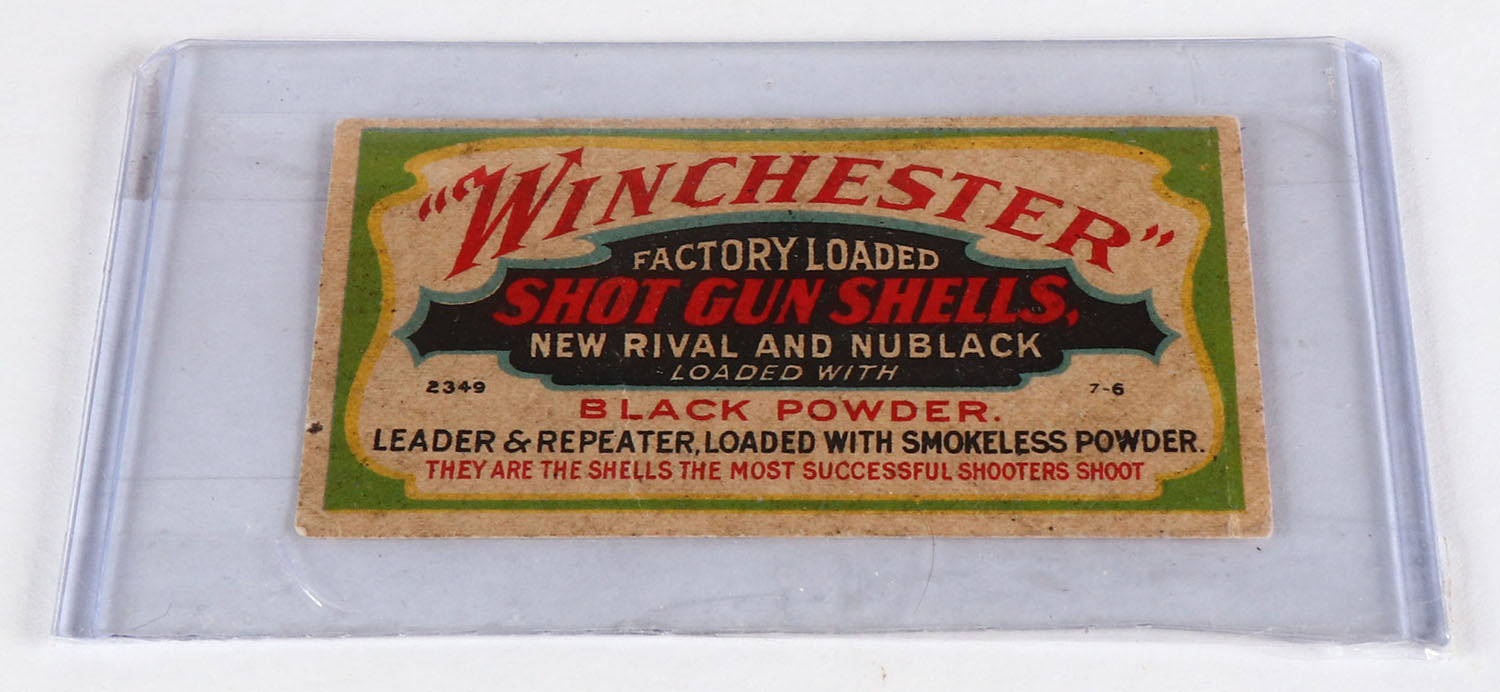 "WINCHESTER"
FACTORY LOADED
SHOT GUN SHELLS,
NEW RIVAL AND NUBLACK
LOADED WITH
2349 7-6
BLACK POWDER.
LEADER & REPEATER, LOADED WITH SMOKELESS POWDER.
THEY ARE THE SHELLS THE MOST SUCCESSFUL SHOOTERS SHOOT